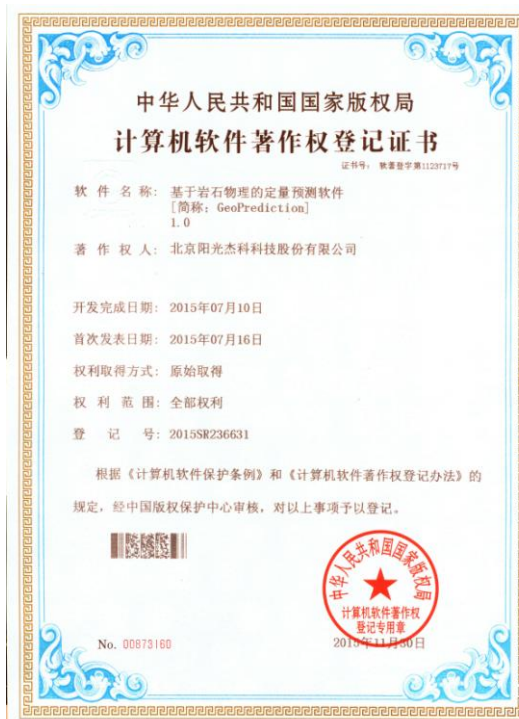 中华人民共和国国家版权局
计算机软件著作权登记证书
证书号: 软著登字第1123717号
软件名称: 基于岩石物理的定量预测软件
[简称: GeoPrediction]
1.0
著作权人: 北京阳光杰科科技股份有限公司
开发完成日期: 2015年07月10日
首次发表日期: 2015年07月16日
权利取得方式: 原始取得
权利范围: 全部权利
登记号: 2015SR236631
根据《计算机软件保护条例》和《计算机软件著作权登记办法》的
规定，经中国版权保护中心审核，对以上事项予以登记。
中华人民共和国国家版权局
计算机软件著作权
登记专用章
No. 00873160
2015年11月30日